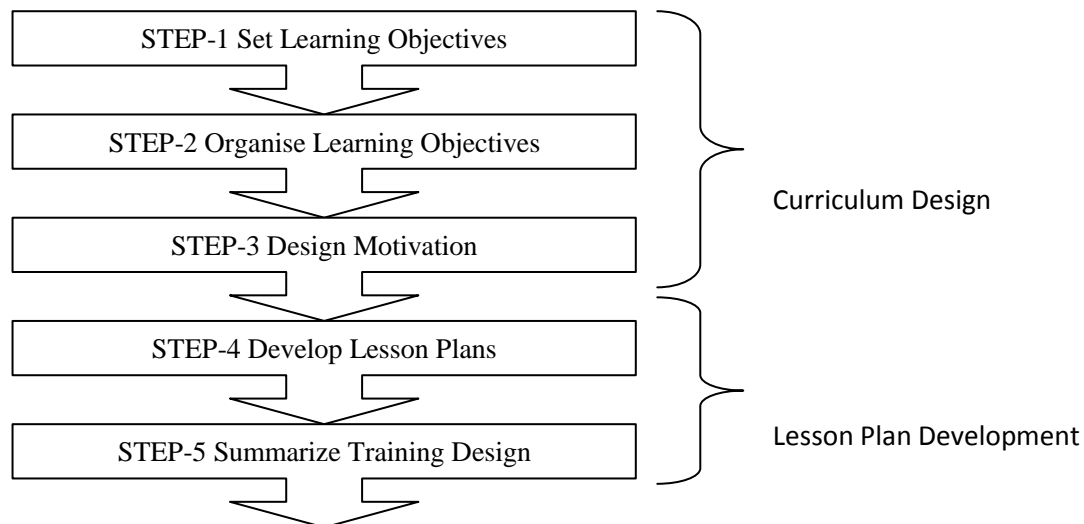 STEP-1 Set Learning Objectives
STEP-2 Organise Learning Objectives
Curriculum Design
STEP-3 Design Motivation
STEP-4 Develop Lesson Plans
Lesson Plan Development
STEP-5 Summarize Training Design